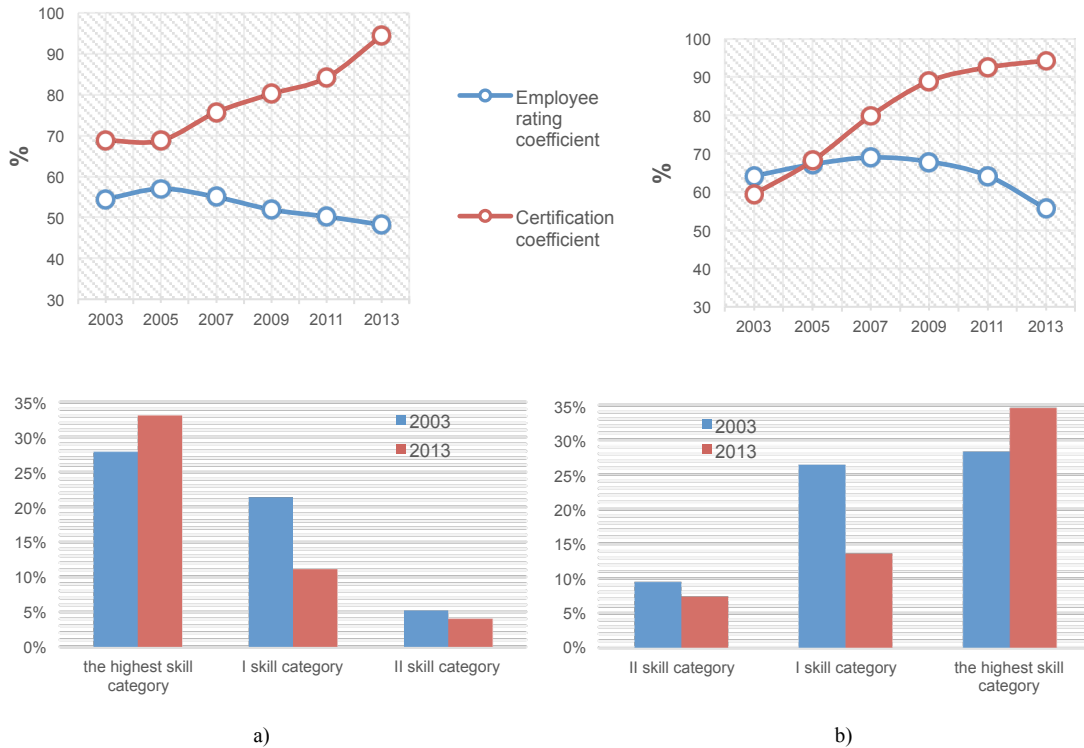 100
90
80
70
60
50
40
30
%
2003 2005 2007 2009 2011 2013
Employee
rating
coefficient
Certification
coefficient
100
90
80
70
60
50
40
30
%
2003 2005 2007 2009 2011 2013
35%
30%
25%
20%
15%
10%
5%
0%
2003
2013
the highest skill
category
I skill category
II skill category
a)
35%
30%
25%
20%
15%
10%
5%
0%
2003
2013
II skill category
I skill category
the highest skill
category
b)